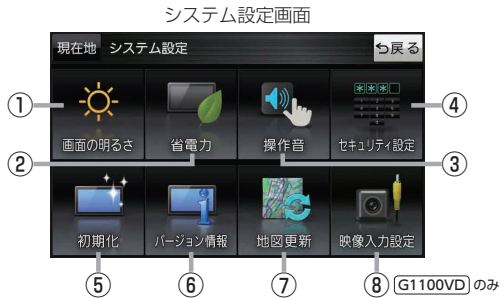 システム設定画面
現在地 システム設定 戻る
① ④
画面の明るさ 省電力 操作音 セキュリティ設定
② ③
初期化 バージョン情報 地図更新 映像入力設定
⑤ ⑥ ⑦ ⑧ G1100VD のみ